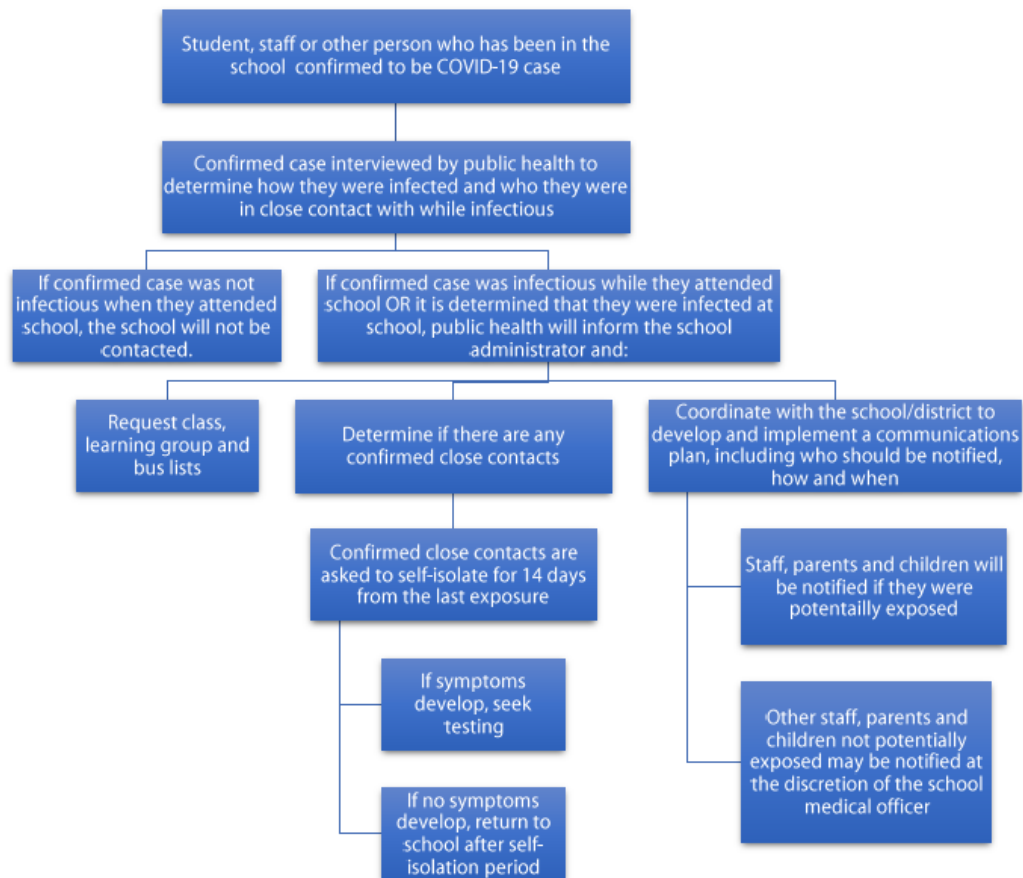 Student, staff or other person who has been in the
school confirmed to be COVID-19 case
Confirmed case interviewed by public health to
determine how they were infected and who they were
in close contact with while infectious
If confirmed case was not
infectious when they attended
school, the school will not be
contacted.
If confirmed case was infectious while they attended
school OR it is determined that they were infected at
school, public health will inform the school
administrator and:
Request class,
learning group and
bus lists
Determine if there are any
confirmed close contacts
Confirmed close contacts are
asked to self-isolate for 14 days
from the last exposure
If symptoms
develop, seek
testing
If no symptoms
develop, return to
school after self-
isolation period
Coordinate with the school/district to
develop and implement a communications
plan, including who should be notified,
how and when
Staff, parents and children will
be notified if they were
potentailly exposed
Other staff, parents and
children not potentially
exposed may be notified at
the discretion of the school
medical officer